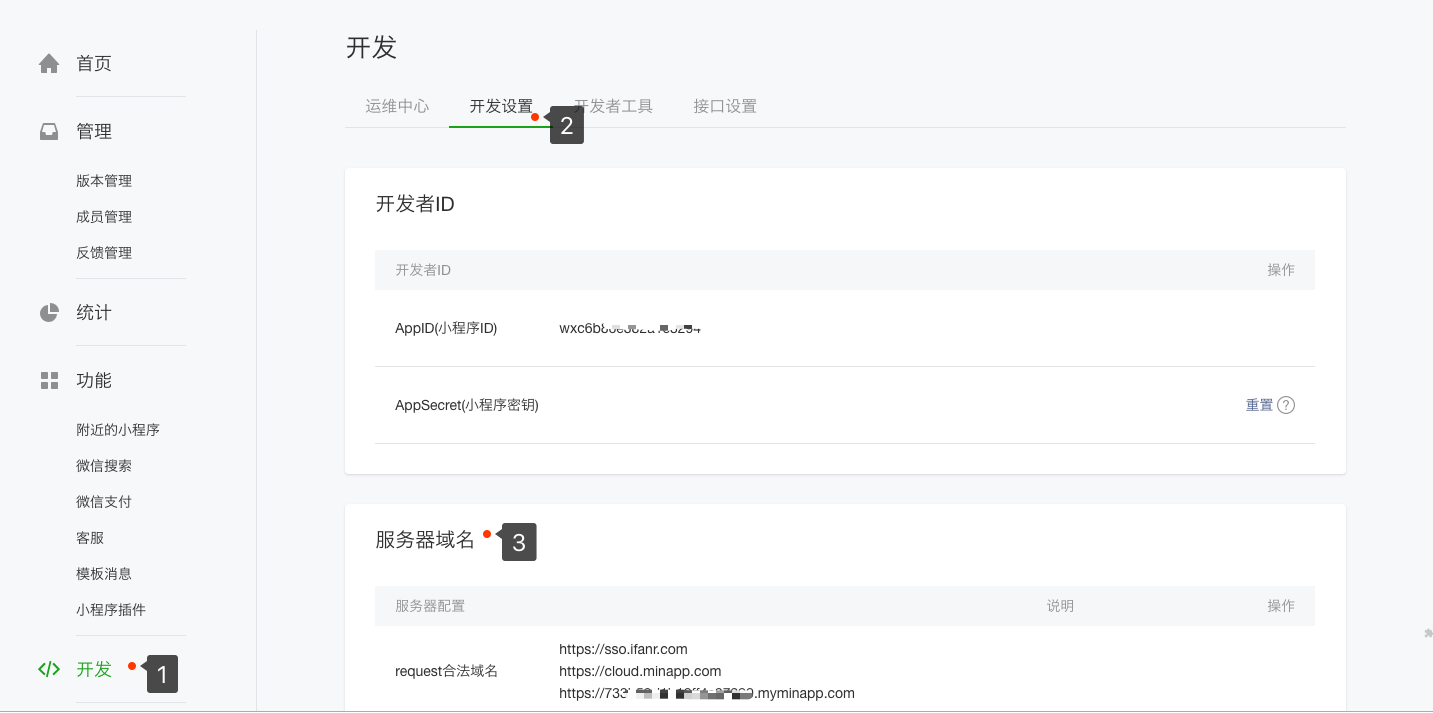 首页
管理
版本管理
成员管理
反馈管理
统计
功能
附近的小程序
微信搜索
微信支付
客服
模板消息
小程序插件
开发
1
开发
运维中心 开发设置 开发者工具 接口设置
2
开发者ID
开发者ID 操作
AppID(小程序ID)
AppSecret(小程序密钥) 重置 ?
服务器域名
3
服务器配置 说明 操作
https://sso.ifanr.com
request合法域名 https://cloud.minapp.com
.myminapp.com